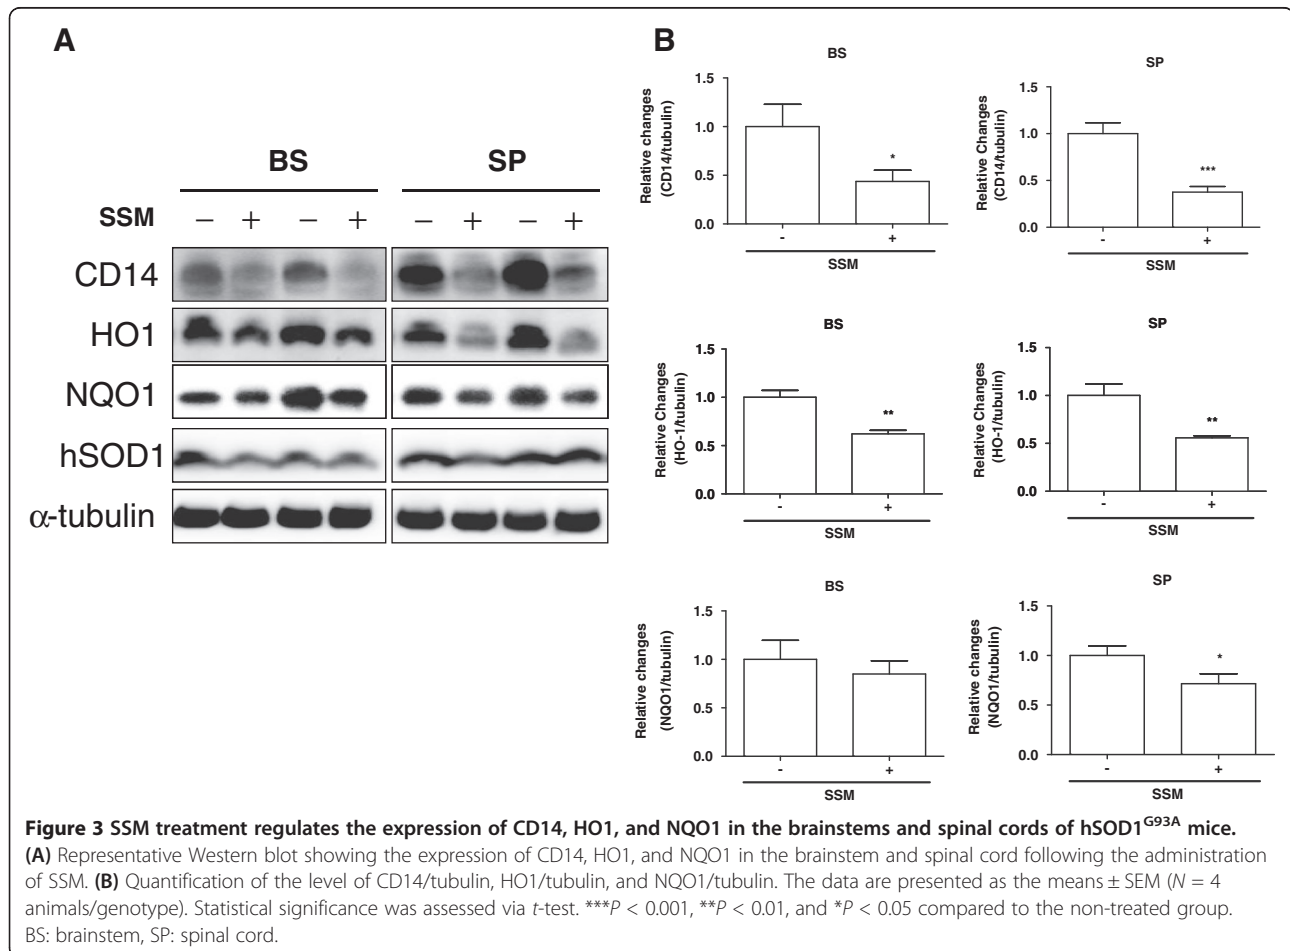 A
BS SP
SSM − + − + − + − +
CD14
HO1
NQO1
hSOD1
α-tubulin
B
BS
Relative changes
(CD14/tubulin)
1.5
1.0
0.5
0.0
*
- +
SSM
SP
Relative Changes
(CD14/tubulin)
1.5
1.0
0.5
0.0
***
- +
SSM
BS
Relative Changes
(HO-1/tubulin)
1.5
1.0
0.5
0.0
**
- +
SSM
SP
Relative Changes
(HO-1/tubulin)
1.5
1.0
0.5
0.0
**
- +
SSM
BS
Relative changes
(NQO1/tubulin)
1.5
1.0
0.5
0.0
- +
SSM
SP
Relative changes
(NQO1/tubulin)
1.5
1.0
0.5
0.0
*
- +
SSM
Figure 3 SSM treatment regulates the expression of CD14, HO1, and NQO1 in the brainstems and spinal cords of hSOD1^G93A mice.
(A) Representative Western blot showing the expression of CD14, HO1, and NQO1 in the brainstem and spinal cord following the administration
of SSM. (B) Quantification of the level of CD14/tubulin, HO1/tubulin, and NQO1/tubulin. The data are presented as the means ± SEM (N = 4
animals/genotype). Statistical significance was assessed via t-test. ***P < 0.001, **P < 0.01, and *P < 0.05 compared to the non-treated group.
BS: brainstem, SP: spinal cord.